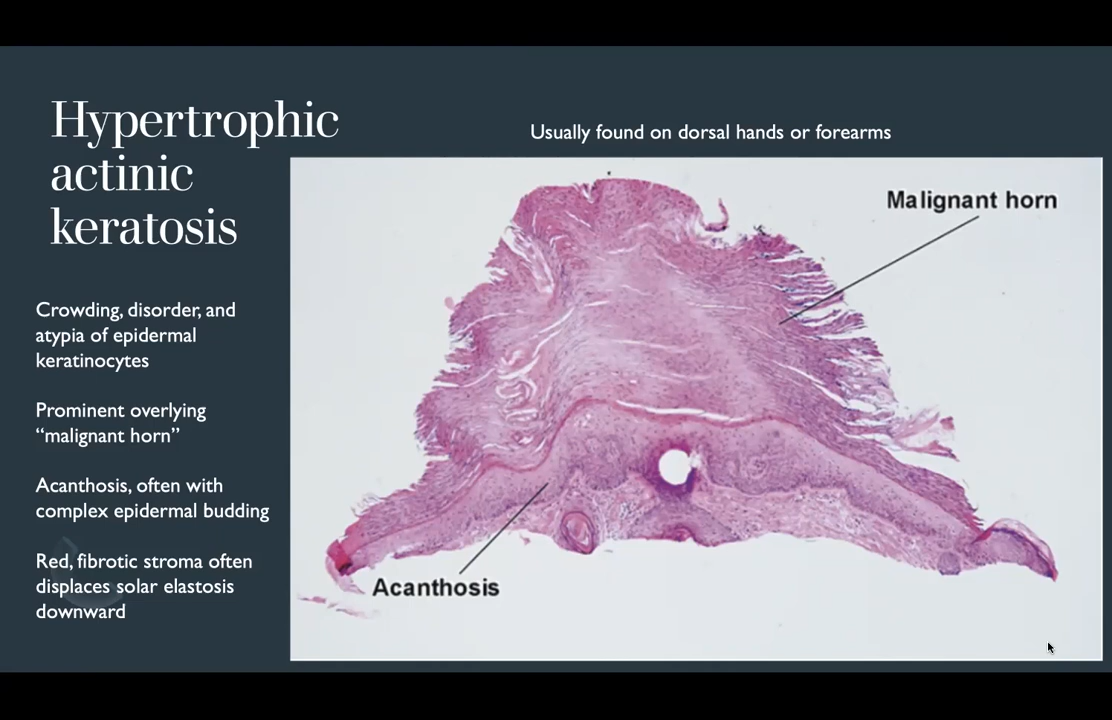 Hypertrophic
actinic
keratosis
Usually found on dorsal hands or forearms
Malignant horn
Crowding, disorder, and
atypia of epidermal
keratinocytes
Prominent overlying
“malignant horn”
Acanthosis, often with
complex epidermal budding
Red, fibrotic stroma often
displaces solar elastosis
downward
Acanthosis